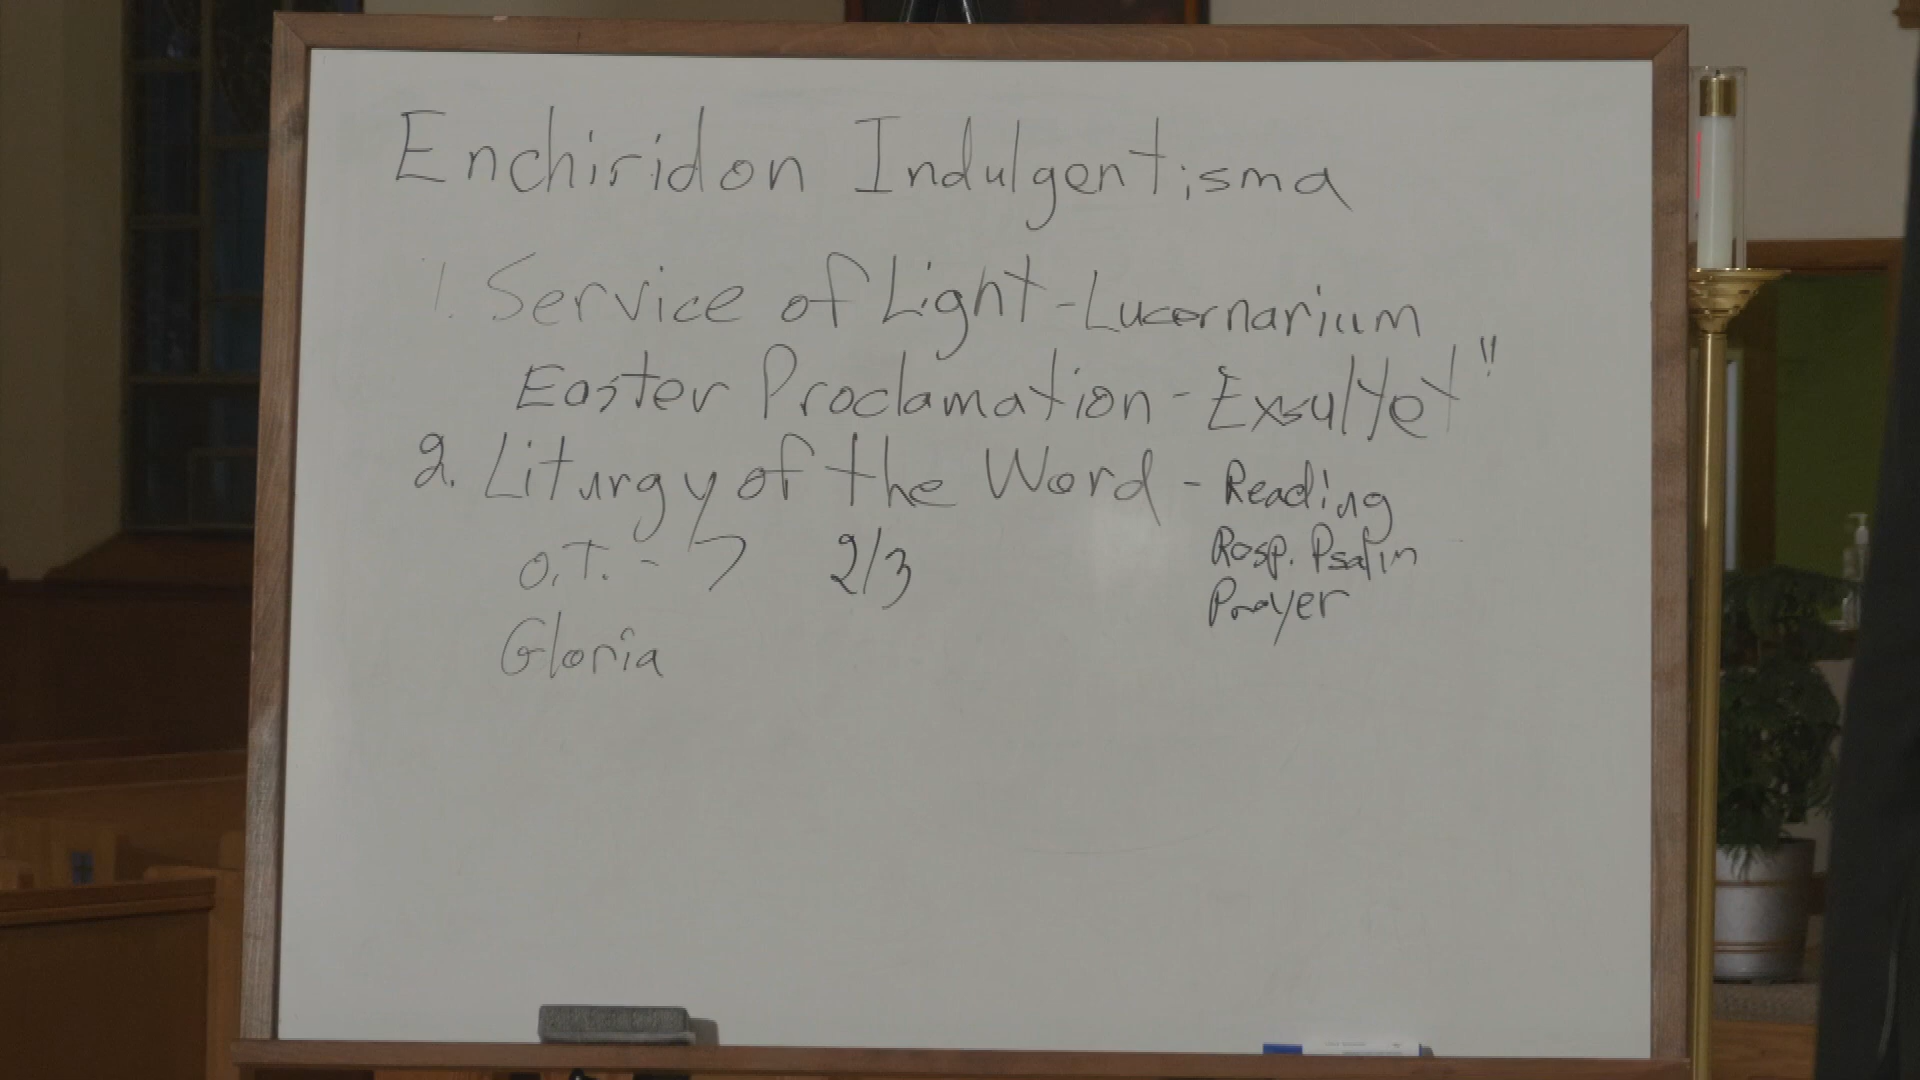 Enchiridon Indulgentisma
1. Service of Light - Lucernarium
Easter Proclamation - Exsultet"
2. Liturgy of the Word - Reading
O.T. - 7 2/3 Resp. Psalm
Prayer
Gloria